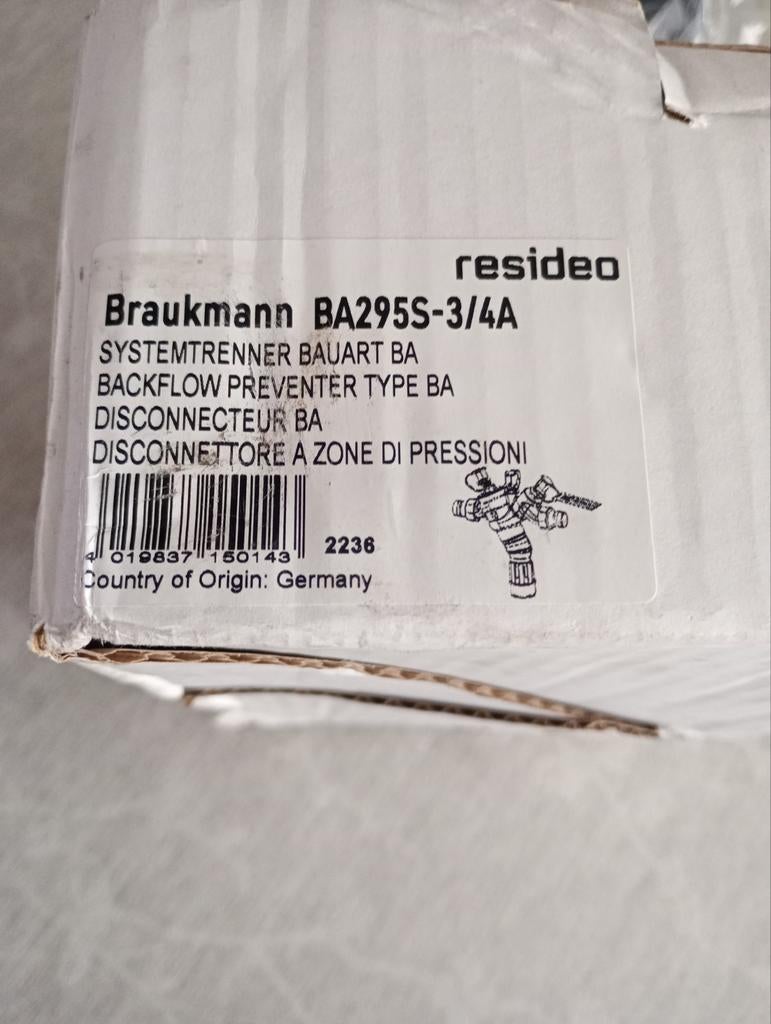 resideo
Braukmann BA295S-3/4A
SYSTEMTRENNER BAUART BA
BACKFLOW PREVENTER TYPE BA
DISCONNECTEUR BA
DISCONNETTORE A ZONE DI PRESSIONI
4 019837 150143 2236
Country of Origin: Germany